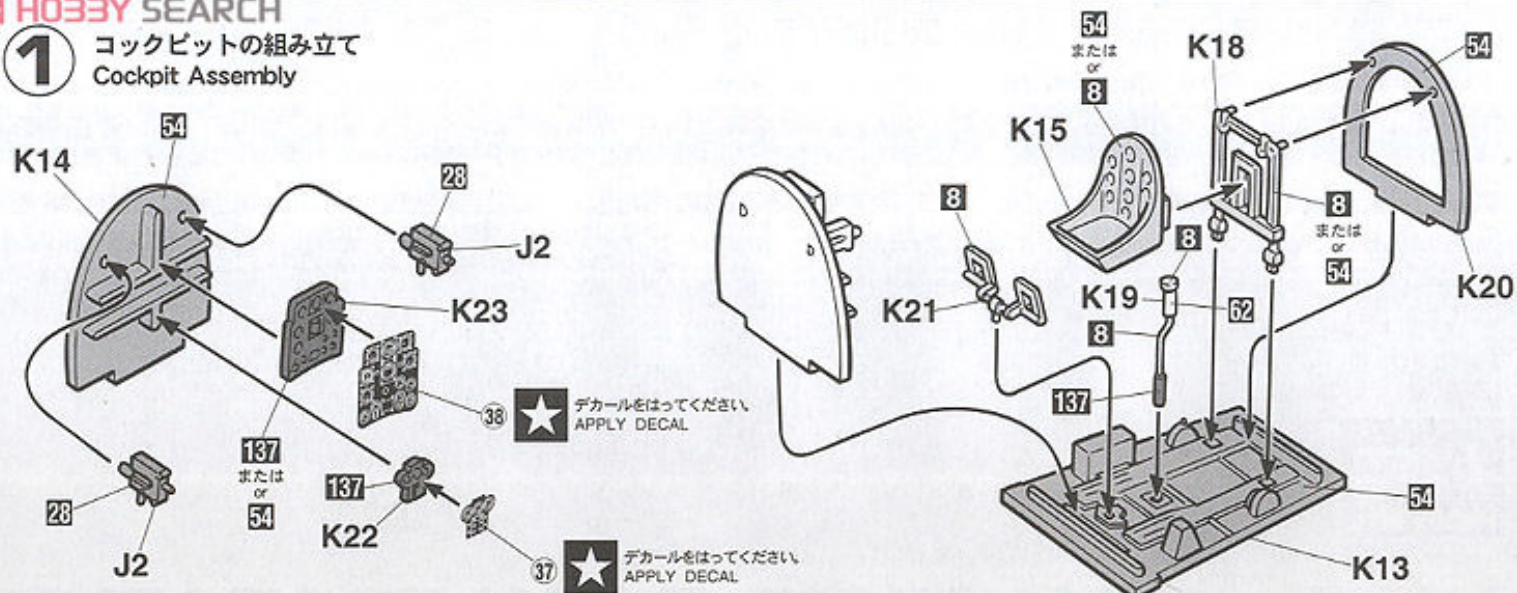 HOBBY SEARCH
1
コックピットの組み立て
Cockpit Assembly
54
K14
28
J2
K23
38
デカールをはってください。
APPLY DECAL
137
または
or
54
28
J2
137
K22
37
デカールをはってください。
APPLY DECAL
54
または
or
8
K18
54
K15
8
8
または
or
54
K20
K21
8
K19
62
8
137
54
K13